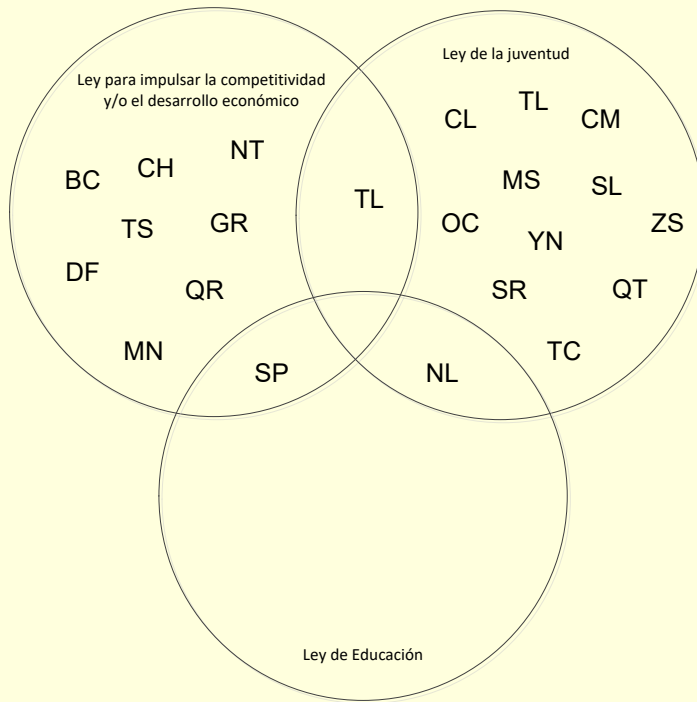 Ley para impulsar la competitividad
y/o el desarrollo económico
Ley de la juventud
NT
CH
BC
TS
GR
DF
QR
MN
TL
CL
TL
CM
MS
SL
OC
YN
ZS
SR
QT
TC
SP
NL
Ley de Educación